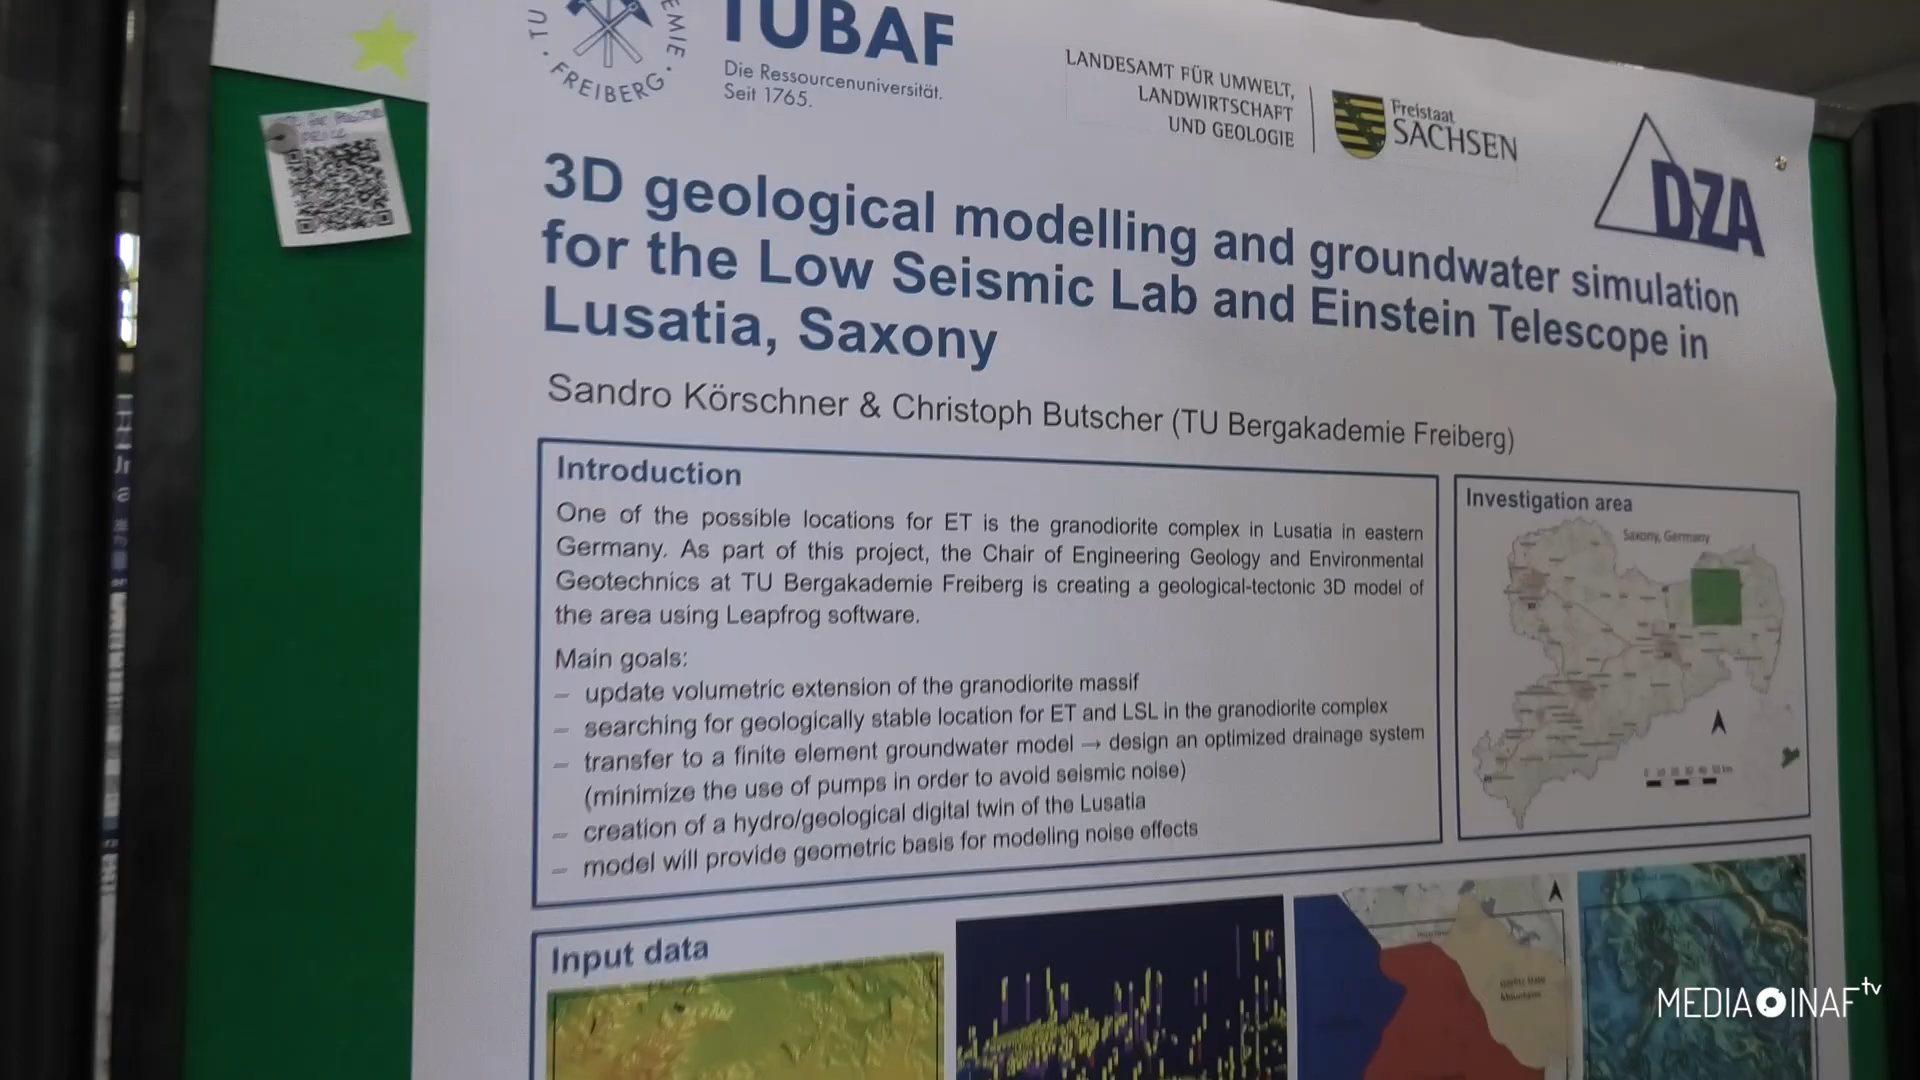 TU
FREIBERG
TUBAF
Die Ressourcenuniversität.
Seit 1765.
LANDESAMT FÜR UMWELT,
LANDWIRTSCHAFT
UND GEOLOGIE
Freistaat
SACHSEN
DZA
3D geological modelling and groundwater simulation
for the Low Seismic Lab and Einstein Telescope in
Lusatia, Saxony
Sandro Körschner & Christoph Butscher (TU Bergakademie Freiberg)
Introduction
One of the possible locations for ET is the granodiorite complex in Lusatia in eastern
Germany. As part of this project, the Chair of Engineering Geology and Environmental
Geotechnics at TU Bergakademie Freiberg is creating a geological-tectonic 3D model of
the area using Leapfrog software.
Main goals:
– update volumetric extension of the granodiorite massif
– searching for geologically stable location for ET and LSL in the granodiorite complex
– transfer to a finite element groundwater model → design an optimized drainage system
(minimize the use of pumps in order to avoid seismic noise)
– creation of a hydro/geological digital twin of the Lusatia
– model will provide geometric basis for modeling noise effects
Investigation area
Saxony, Germany
Input data
MEDIA INAF tv